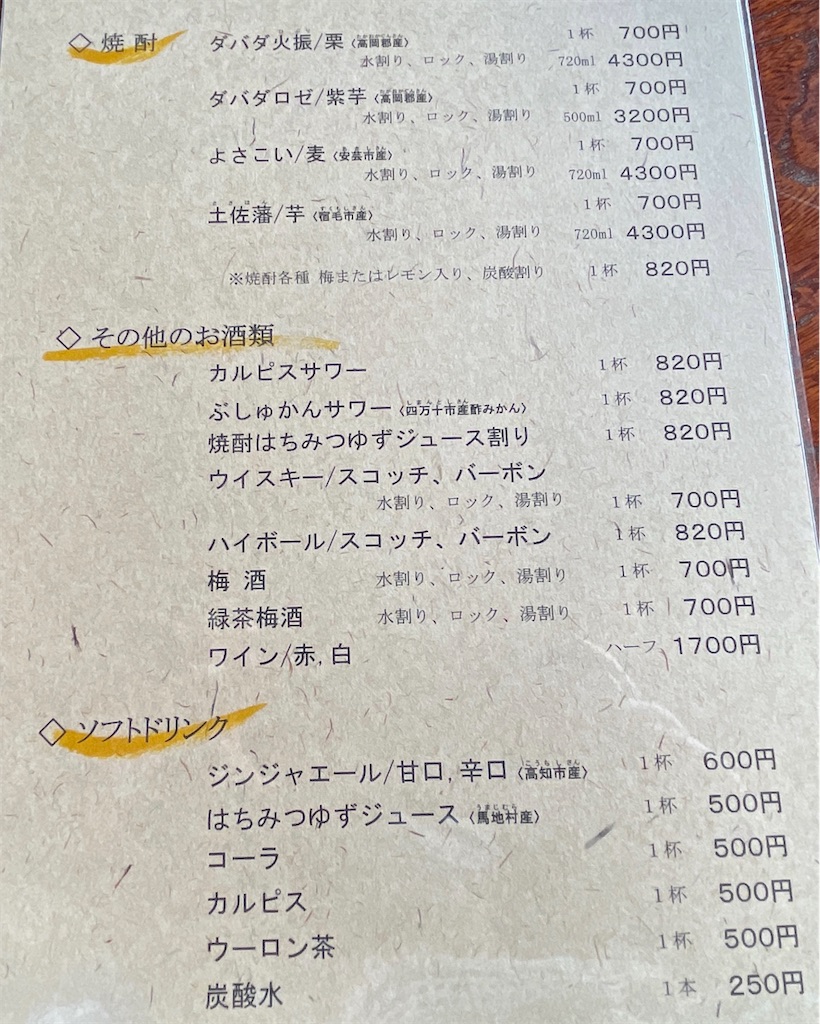 ◇ 焼酎
ダバダ火振/栗〈高岡郡産〉 1杯 700円
水割り、ロック、湯割り 720ml 4300円
ダバダロゼ/紫芋〈高岡郡産〉 1杯 700円
水割り、ロック、湯割り 500ml 3200円
よさこい/麦〈安芸市産〉 1杯 700円
水割り、ロック、湯割り 720ml 4300円
土佐藩/芋〈宿毛市産〉 1杯 700円
水割り、ロック、湯割り 720ml 4300円
※焼酎各種 梅またはレモン入り、炭酸割り 1杯 820円
◇ その他のお酒類
カルピスサワー 1杯 820円
ぶしゅかんサワー〈四万十市産酢みかん〉 1杯 820円
焼酎はちみつゆずジュース割り 1杯 820円
ウイスキー/スコッチ、バーボン
水割り、ロック、湯割り 1杯 700円
ハイボール/スコッチ、バーボン 1杯 820円
梅 酒 水割り、ロック、湯割り 1杯 700円
緑茶梅酒 水割り、ロック、湯割り 1杯 700円
ワイン/赤,白 ハーフ 1700円
◇ ソフトドリンク
ジンジャエール/甘口,辛口〈高知市産〉 1杯 600円
はちみつゆずジュース〈馬地村産〉 1杯 500円
コーラ 1杯 500円
カルピス 1杯 500円
ウーロン茶 1杯 500円
炭酸水 1本 250円